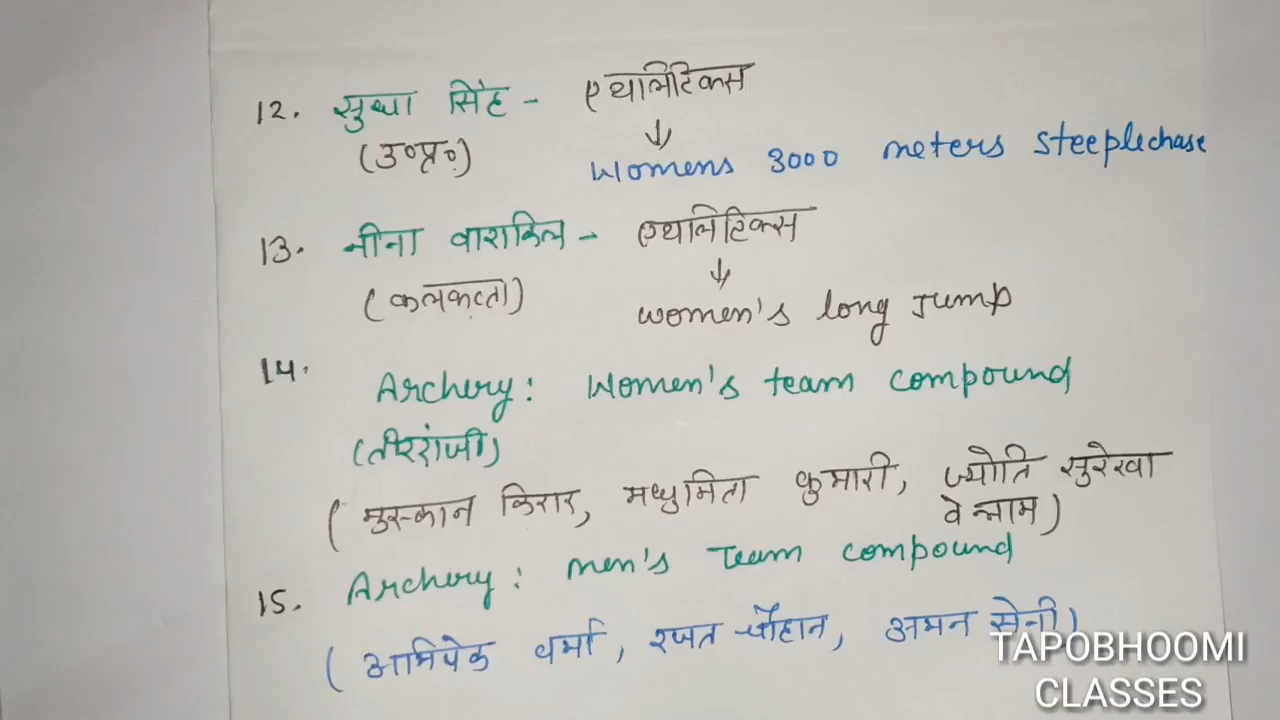 12. सुधा सिंह - एथलिटिक्स
(उ०प्र०) ↓
Womens 3000 meters steeplechase
13. नीना वाराकिल - एथलिटिक्स
(कलकत्ता) ↓
women's long Jump
14.
Archery: Women's team compound
(तीरंदाजी)
(मुस्कान किरार, मधुमिता कुमारी, ज्योति सुरेखा
वेन्नाम)
15. Archery: men's Team compound
(अभिषेक वर्मा, रजत चौहान, अमन सेनी)
TAPOBHOOMI
CLASSES